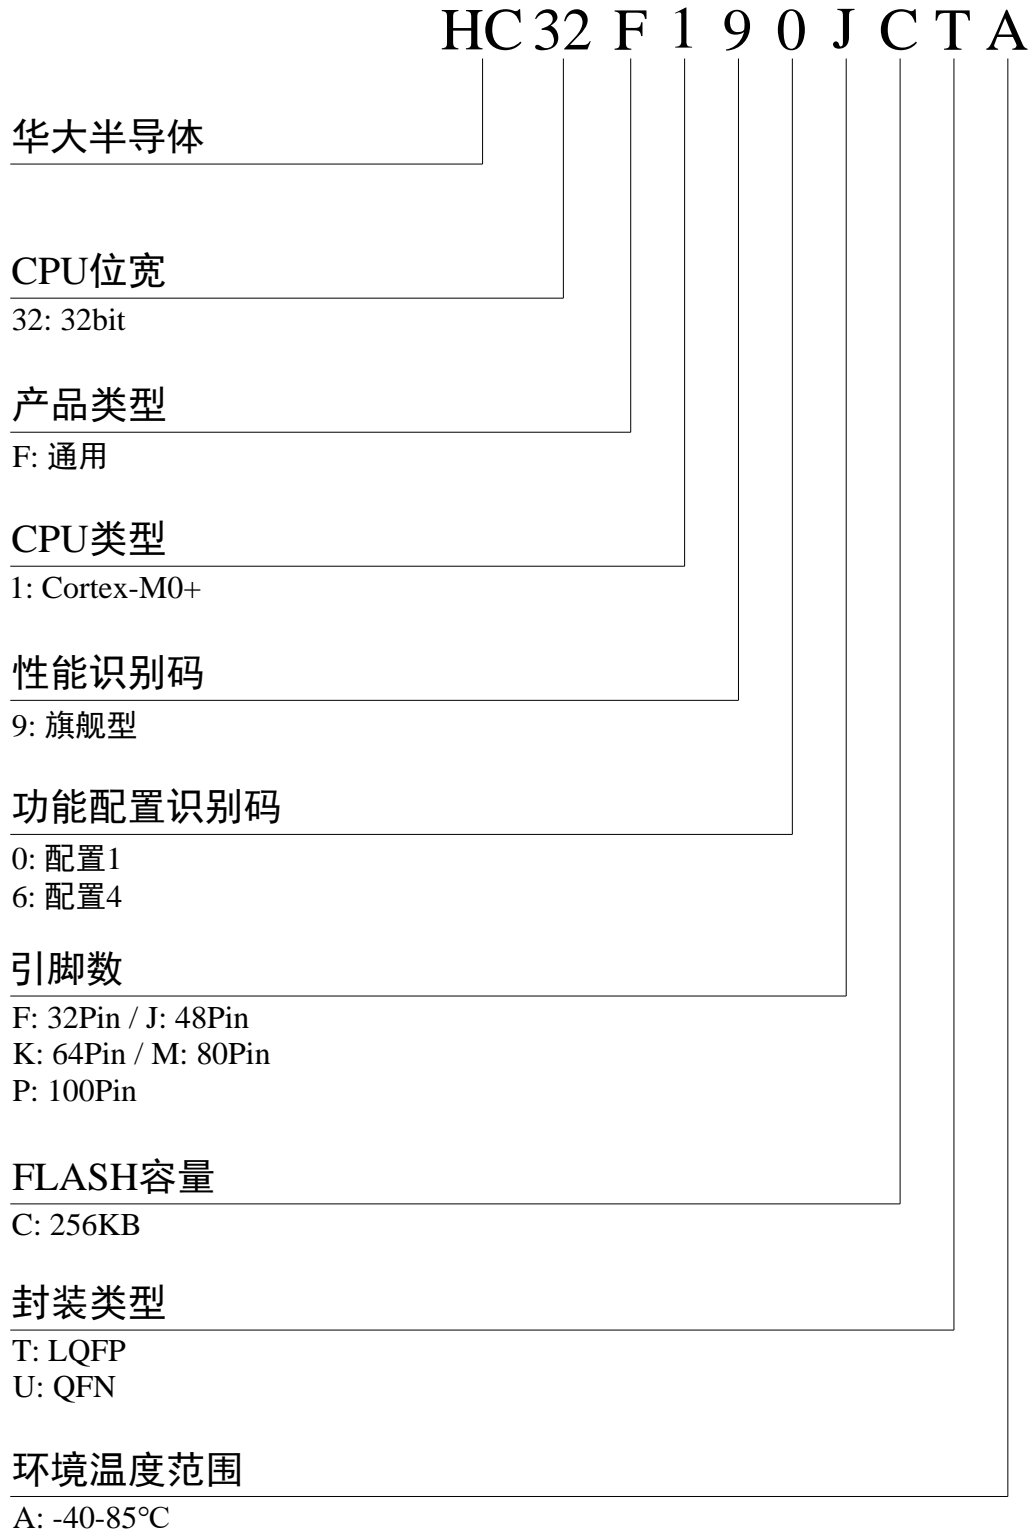 HC32F190JCTA
华大半导体
CPU位宽
32: 32bit
产品类型
F: 通用
CPU类型
1: Cortex-M0+
性能识别码
9: 旗舰型
功能配置识别码
0: 配置1
6: 配置4
引脚数
F: 32Pin / J: 48Pin
K: 64Pin / M: 80Pin
P: 100Pin
FLASH容量
C: 256KB
封装类型
T: LQFP
U: QFN
环境温度范围
A: -40-85℃